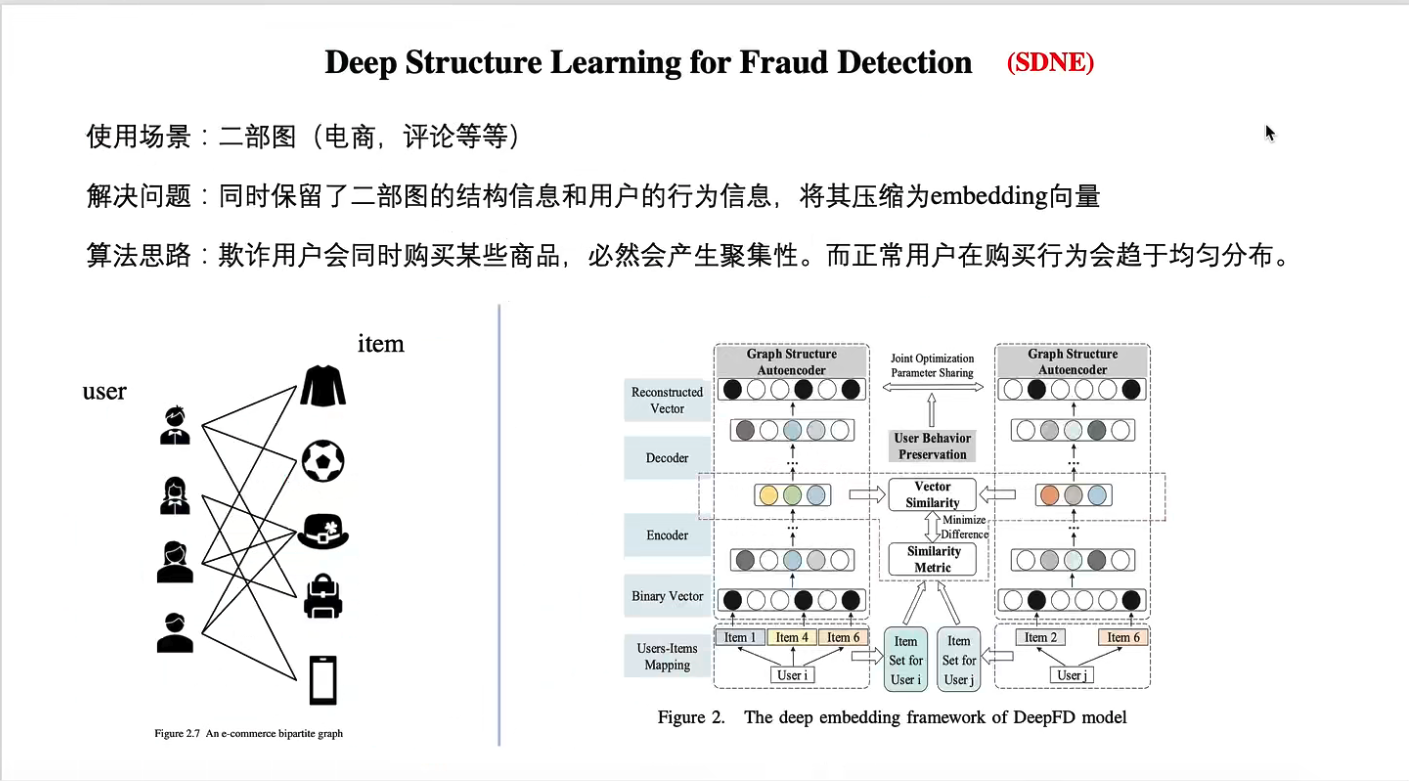 Deep Structure Learning for Fraud Detection (SDNE)
使用场景：二部图（电商，评论等等）
解决问题：同时保留了二部图的结构信息和用户的行为信息，将其压缩为embedding向量
算法思路：欺诈用户会同时购买某些商品，必然会产生聚集性。而正常用户在购买行为会趋于均匀分布。
item
user
Figure 2.7 An e-commerce bipartite graph
Graph Structure
Autoencoder
Joint Optimization
Parameter Sharing
Graph Structure
Autoencoder
Reconstructed
Vector
User Behavior
Preservation
Decoder
...
...
Vector
Similarity
Minimize
Difference
Encoder
...
...
Similarity
Metric
Binary Vector
Users-Items
Mapping
Item 1
Item 4
Item 6
User i
Item
Set for
User i
Item
Set for
User j
Item 2
Item 6
User j
Figure 2. The deep embedding framework of DeepFD model